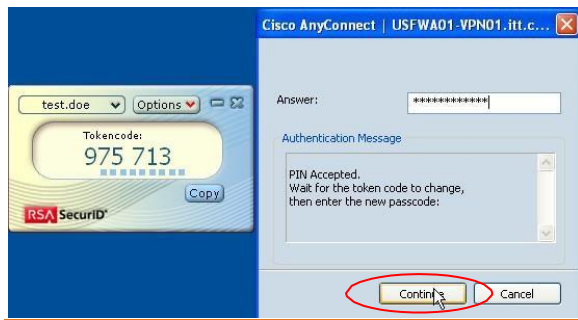 Cisco AnyConnect | USFWA01-VPN01.itt.c...
test.doe
Options
Tokencode:
975 713
Copy
RSA SecurID®
Answer:
************
Authentication Message
PIN Accepted.
Wait for the token code to change,
then enter the new passcode:
Continue
Cancel